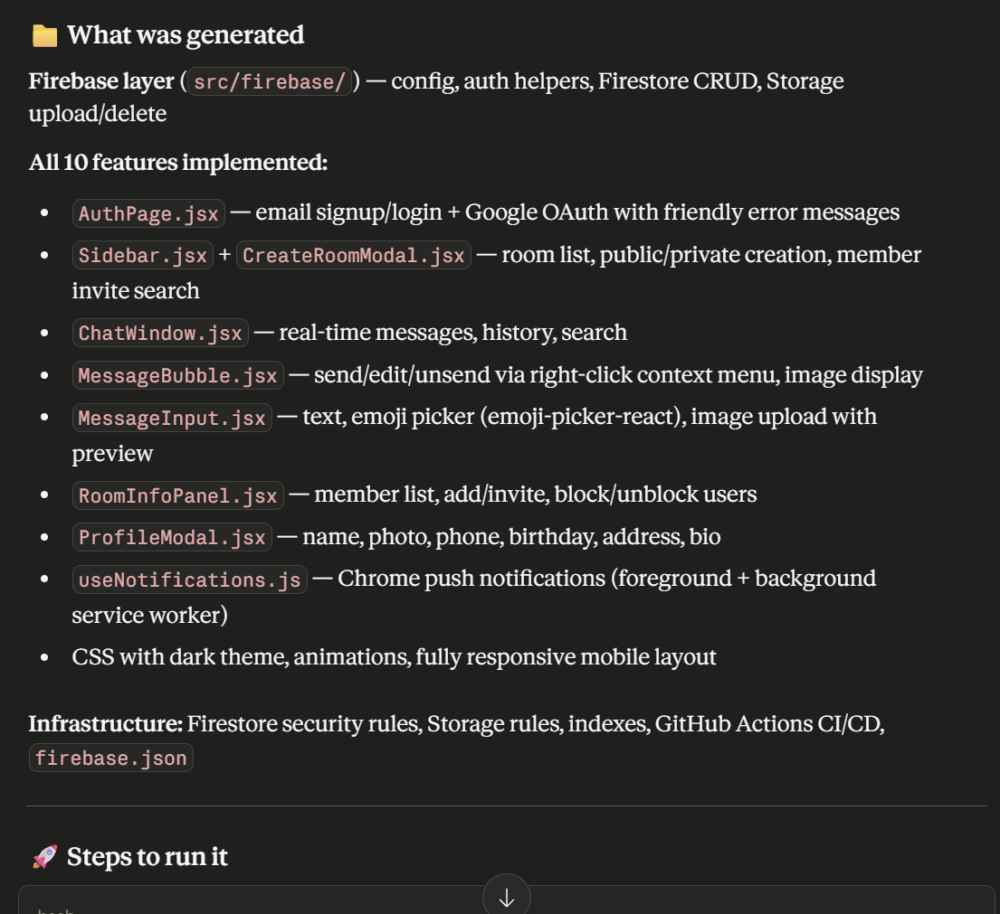 📁 What was generated
Firebase layer (src/firebase/) — config, auth helpers, Firestore CRUD, Storage
upload/delete
All 10 features implemented:
• AuthPage.jsx — email signup/login + Google OAuth with friendly error messages
• Sidebar.jsx + CreateRoomModal.jsx — room list, public/private creation, member
invite search
• ChatWindow.jsx — real-time messages, history, search
• MessageBubble.jsx — send/edit/unsend via right-click context menu, image display
• MessageInput.jsx — text, emoji picker (emoji-picker-react), image upload with
preview
• RoomInfoPanel.jsx — member list, add/invite, block/unblock users
• ProfileModal.jsx — name, photo, phone, birthday, address, bio
• useNotifications.js — Chrome push notifications (foreground + background
service worker)
• CSS with dark theme, animations, fully responsive mobile layout
Infrastructure: Firestore security rules, Storage rules, indexes, GitHub Actions CI/CD,
firebase.json
🚀 Steps to run it